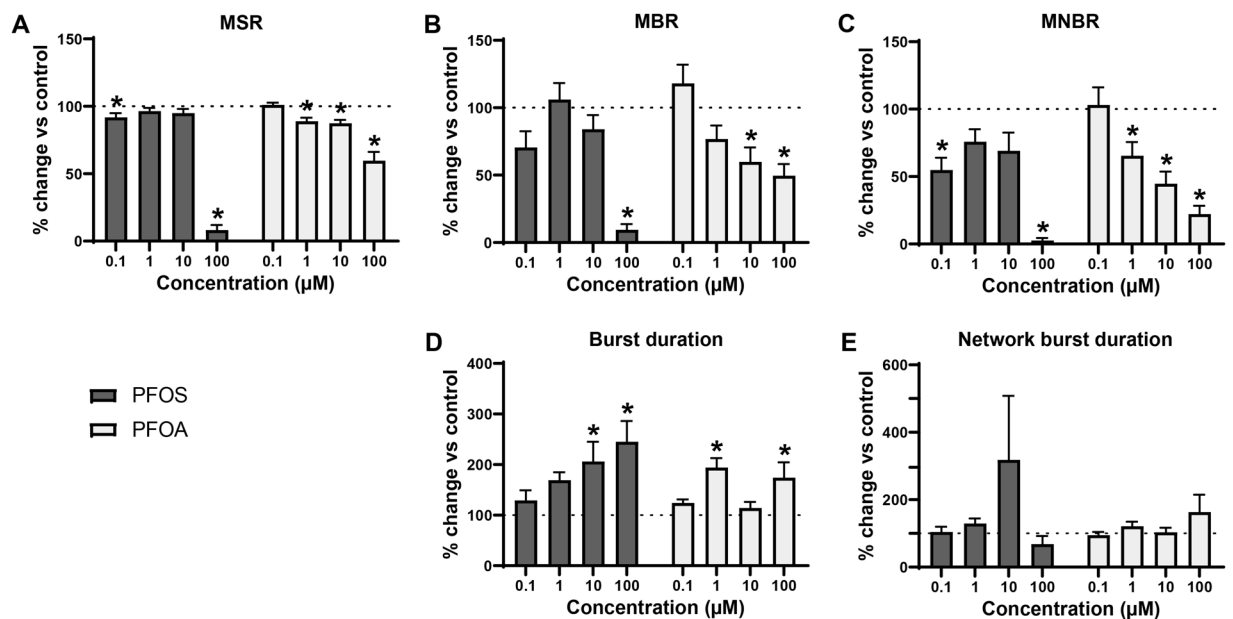 A
MSR
% change vs control
150
100
50
0
* * * * *
0.1 1 10 100 0.1 1 10 100
Concentration (µM)
B
MBR
% change vs control
150
100
50
0
* * *
0.1 1 10 100 0.1 1 10 100
Concentration (µM)
C
MNBR
% change vs control
150
100
50
0
* * * * *
0.1 1 10 100 0.1 1 10 100
Concentration (µM)
PFOS
PFOA
D
Burst duration
% change vs control
400
300
200
100
0
* * * *
0.1 1 10 100 0.1 1 10 100
Concentration (µM)
E
Network burst duration
% change vs control
600
400
200
100
0
0.1 1 10 100 0.1 1 10 100
Concentration (µM)